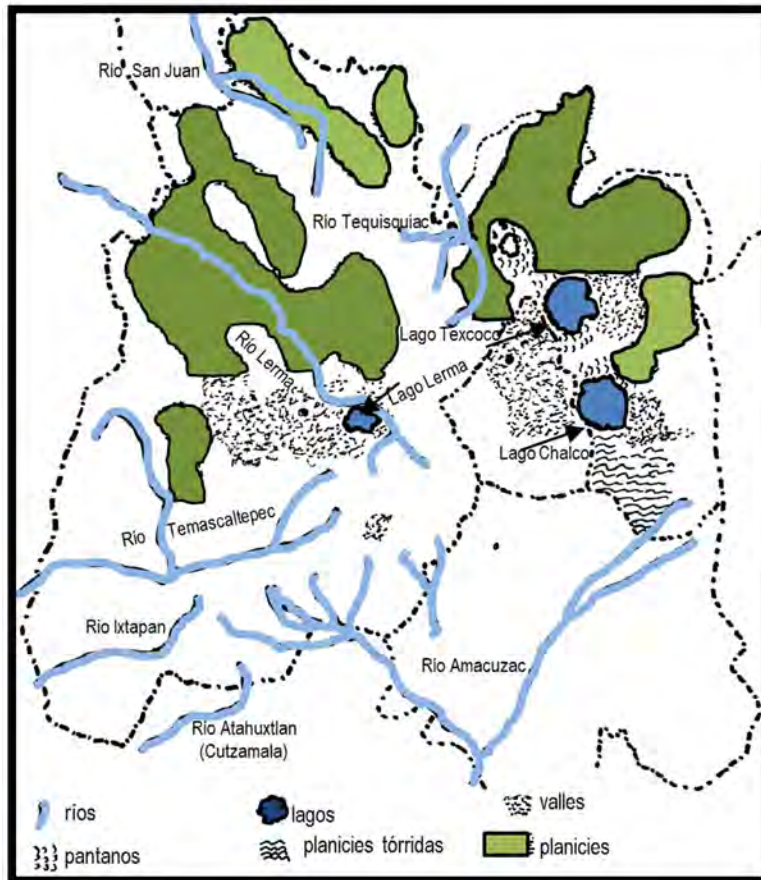 Río San Juan
Río Tequisquiac
Lago Texcoco
Río Lerma
Lago Lerma
Lago Chalco
Río Temascaltepec
Río Ixtapan
Río Amacuzac
Río Atahuxtlan
(Cutzamala)
ríos
lagos
valles
pantanos
planicies tórridas
planicies